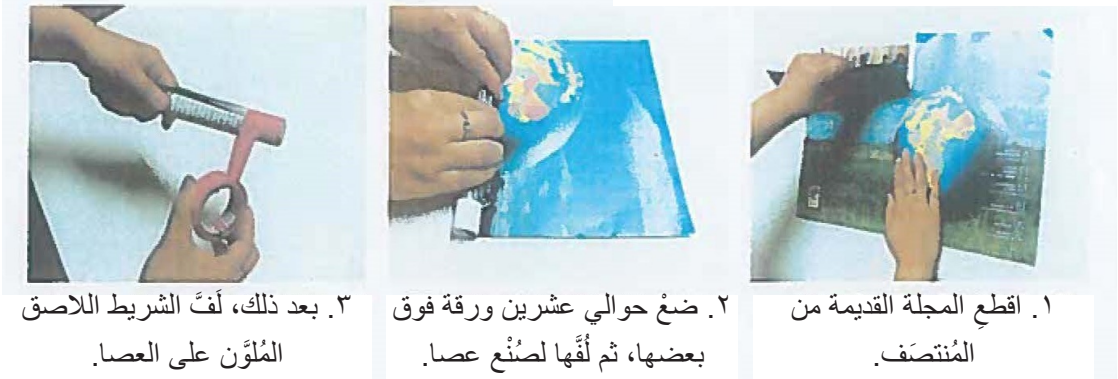 ١. اقطعِ المجلة القديمة من
المُنتصَف.
٢. ضعْ حوالي عشرين ورقة فوق
بعضها، ثم لُفَّها لصُنْع عصا.
٣. بعد ذلك، لَفَّ الشريط اللاصق
المُلوَّن على العصا.